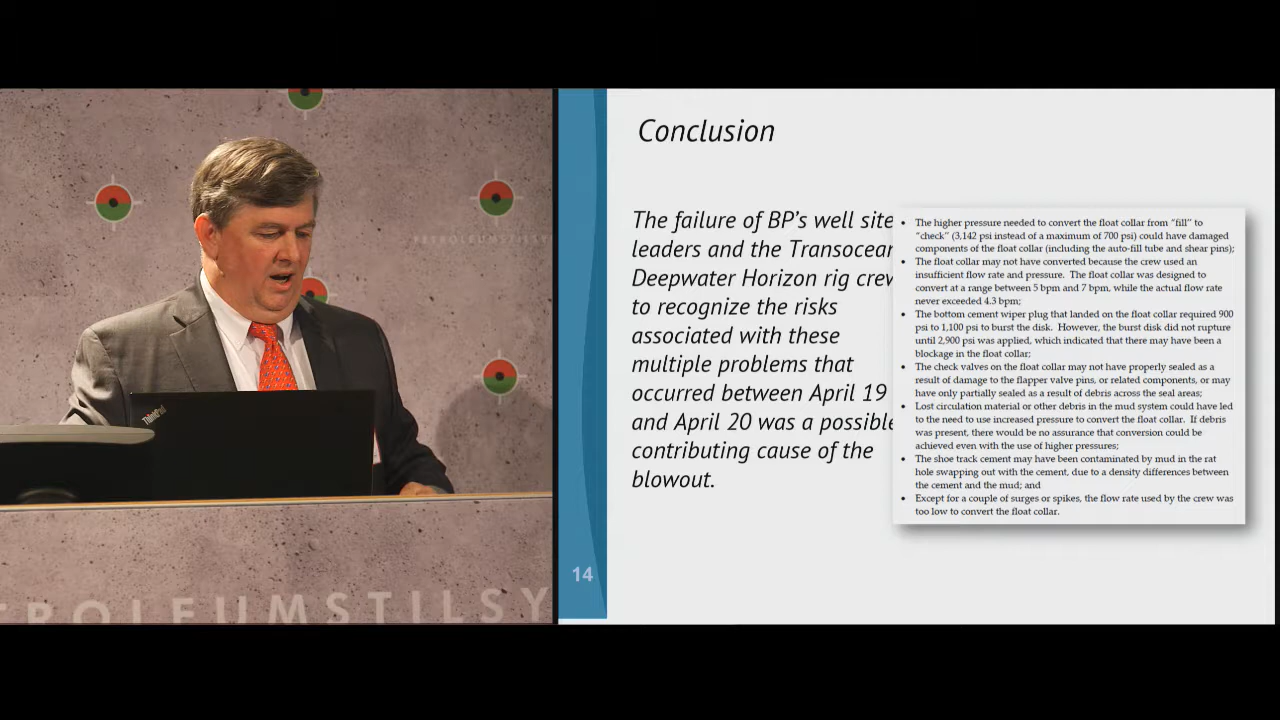 Conclusion
The failure of BP's well site
leaders and the Transocean
Deepwater Horizon rig crew
to recognize the risks
associated with these
multiple problems that
occurred between April 19
and April 20 was a possible
contributing cause of the
blowout.
• The higher pressure needed to convert the float collar from "fill" to
"check" (3,142 psi instead of a maximum of 700 psi) could have damaged
components of the float collar (including the auto-fill tube and shear pins);
• The float collar may not have converted because the crew used an
insufficient flow rate and pressure. The float collar was designed to
convert at a range between 5 bpm and 7 bpm, while the actual flow rate
never exceeded 4.3 bpm;
• The bottom cement wiper plug that landed on the float collar required 900
psi to 1,100 psi to burst the disk. However, the burst disk did not rupture
until 2,900 psi was applied, which indicated that there may have been a
blockage in the float collar;
• The check valves on the float collar may not have properly sealed as a
result of damage to the flapper valve pins, or related components, or may
have only partially sealed as a result of debris across the seal areas;
• Lost circulation material or other debris in the mud system could have led
to the need to use increased pressure to convert the float collar. If debris
was present, there would be no assurance that conversion could be
achieved even with the use of higher pressures;
• The shoe track cement may have been contaminated by mud in the rat
hole swapping out with the cement, due to a density differences between
the cement and the mud; and
• Except for a couple of surges or spikes, the flow rate used by the crew was
too low to convert the float collar.
14
ThinkPad
TROLEUMSTILSY